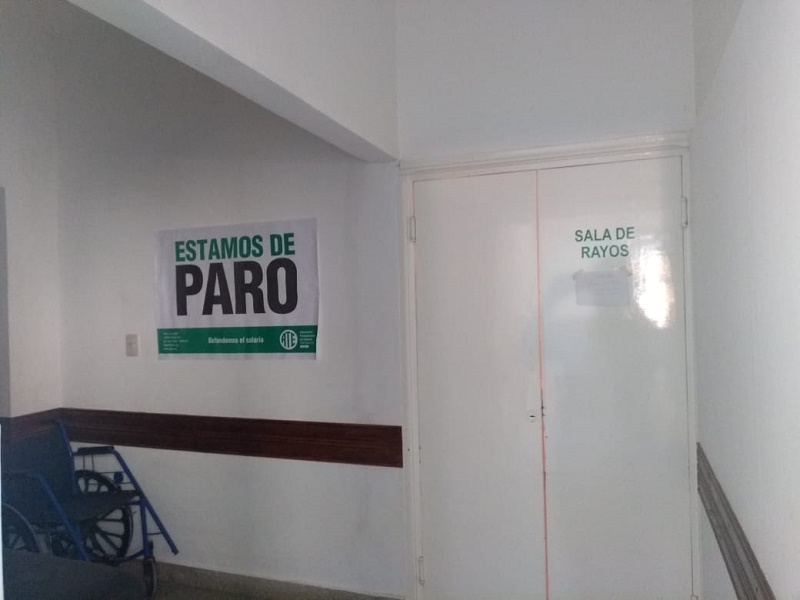 ESTAMOS DE
PARO
Defendemos el salario
ATE
SALA DE
RAYOS